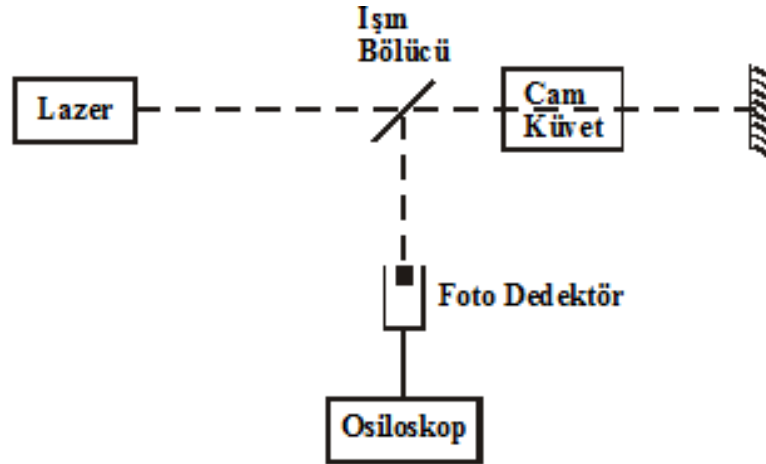 Işın
Bölücü
Lazer
Cam
Küvet
Foto Dedektör
Osiloskop